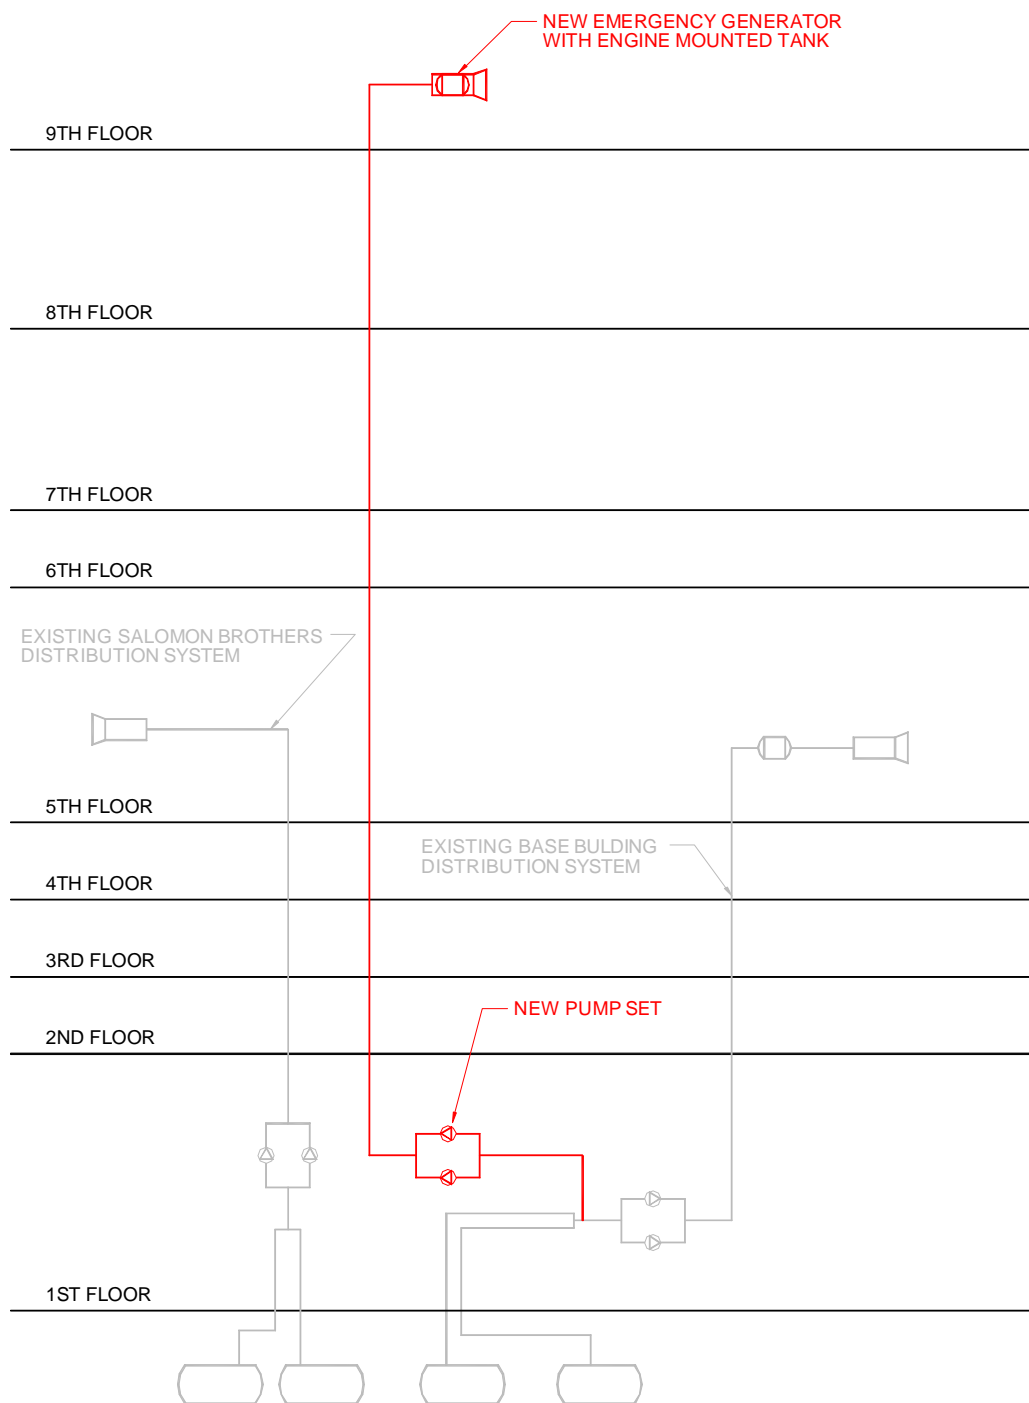 NEW EMERGENCY GENERATOR
WITH ENGINE MOUNTED TANK
9TH FLOOR
8TH FLOOR
7TH FLOOR
6TH FLOOR
EXISTING SALOMON BROTHERS
DISTRIBUTION SYSTEM
5TH FLOOR
EXISTING BASE BULDING
DISTRIBUTION SYSTEM
4TH FLOOR
3RD FLOOR
NEW PUMP SET
2ND FLOOR
1ST FLOOR